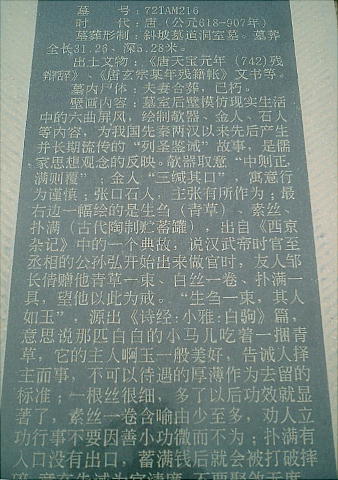 墓 号：72TAM216
时 代：唐（公元618-907年）
墓葬形制：斜坡墓道洞室墓。墓葬
全长31.26、深5.28米。
出土文物：《唐天宝元年（742）残
辩辞》、《唐玄宗某年残籍帐》文书等。
墓内尸体：夫妻合葬，已朽。
壁画内容：墓室后壁模仿现实生活
中的六曲屏风，绘制欹器、金人、石人
等内容，为我国先秦两汉以来先后产生
并长期流传的“列圣鉴诫”故事，是儒
家思想观念的反映。欹器取意“中则正，
满则覆”、金人“三缄其口”，寓意行
为谨慎；张口石人，主张有所作为；最
右边一幅绘的是生刍（青草）、素丝、
扑满（古代陶制贮蓄罐），出自《西京
杂记》中的一个典故，说汉武帝时官至
丞相的公孙弘开始出来做官时，友人邹
长倩赠他青草一束、白丝一卷、扑满一
具，望他以此为戒。“生刍一束，其人
如玉”，源出《诗经·小雅·白驹》篇，
意思说那匹白白的小马儿吃着一捆青
草，它的主人啊玉一般美好，告诫人择
主而事，不可以待遇的厚薄作为去留的
标准；一根丝很细，多了以后功效就显
著了，素丝一卷含喻由少至多，劝人立
功行事不要因善小功微而不为；扑满有
入口没有出口，蓄满钱后就会被打破摔